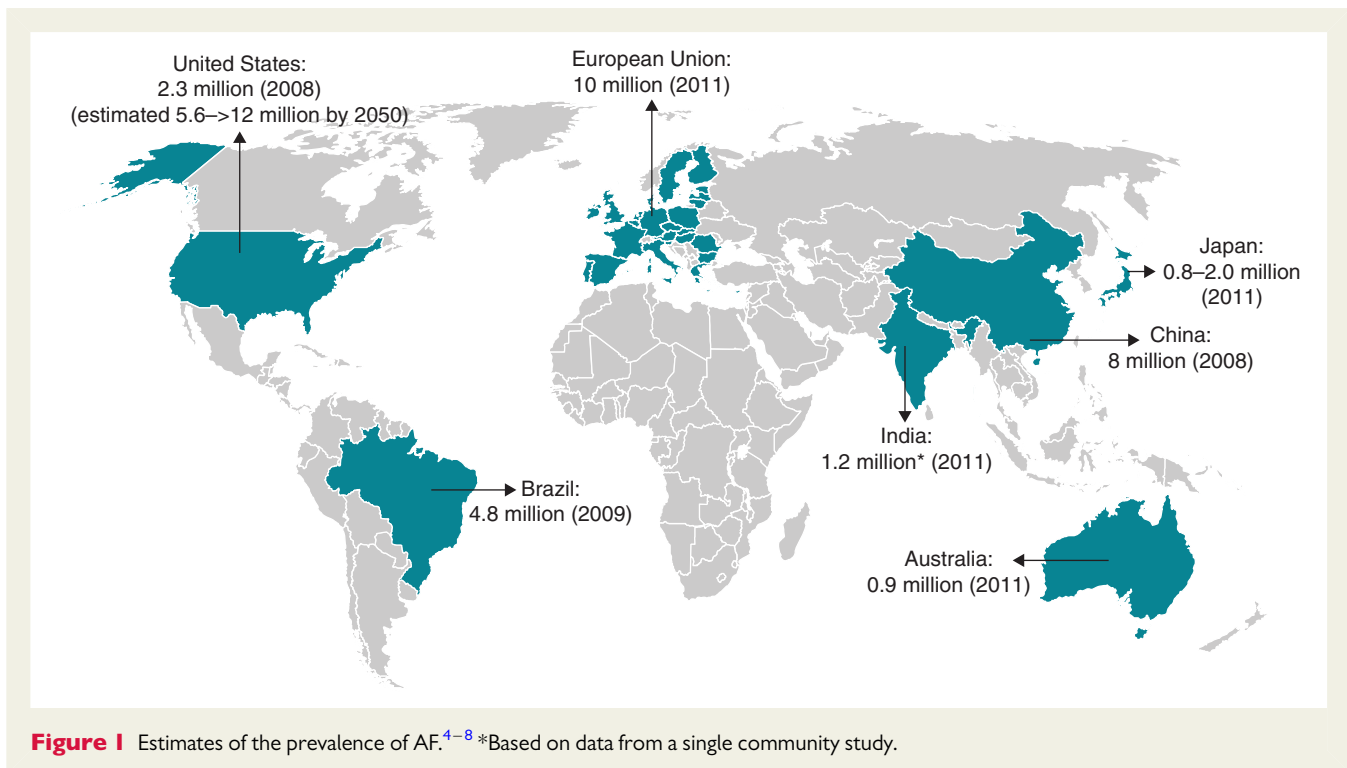 United States:
2.3 million (2008)
(estimated 5.6–>12 million by 2050)
European Union:
10 million (2011)
Japan:
0.8–2.0 million
(2011)
China:
8 million (2008)
India:
1.2 million* (2011)
Brazil:
4.8 million (2009)
Australia:
0.9 million (2011)
Figure 1 Estimates of the prevalence of AF.4–8 *Based on data from a single community study.